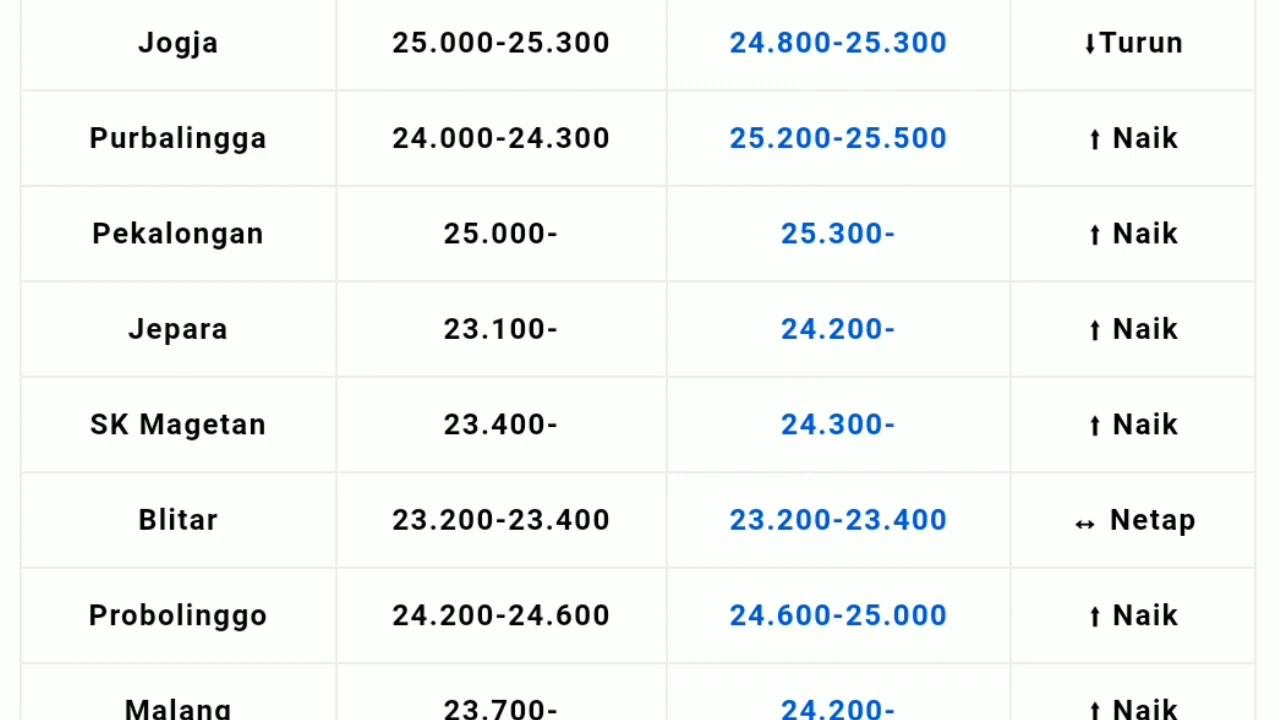 Jogja 25.000-25.300 24.800-25.300 ⬇Turun
Purbalingga 24.000-24.300 25.200-25.500 ⬆ Naik
Pekalongan 25.000- 25.300- ⬆ Naik
Jepara 23.100- 24.200- ⬆ Naik
SK Magetan 23.400- 24.300- ⬆ Naik
Blitar 23.200-23.400 23.200-23.400 ↔ Netap
Probolinggo 24.200-24.600 24.600-25.000 ⬆ Naik
Malang 23.700- 24.200- ⬆ Naik